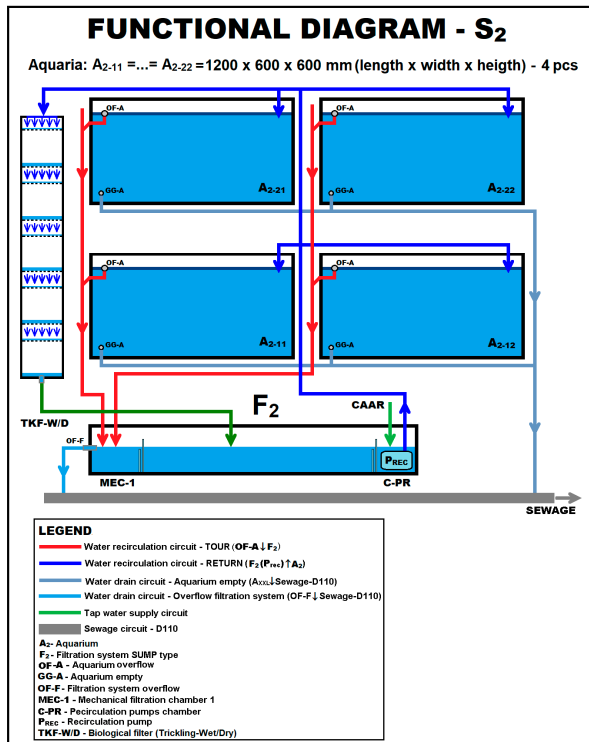 FUNCTIONAL DIAGRAM - S2
Aquaria: A2-11 =...= A2-22 = 1200 x 600 x 600 mm (length x width x heigth) - 4 pcs
OF-A
OF-A
GG-A
A2-21
GG-A
A2-22
OF-A
OF-A
GG-A
A2-11
GG-A
A2-12
TKF-W/D
F2
CAAR
OF-F
PREC
MEC-1
C-PR
SEWAGE
LEGEND
Water recirculation circuit - TOUR (OF-A↓F2)
Water recirculation circuit - RETURN (F2(Prec)↑A2)
Water drain circuit - Aquarium empty (AXXL↓Sewage-D110)
Water drain circuit - Overflow filtration system (OF-F↓Sewage-D110)
Tap water supply circuit
Sewage circuit - D110
A2- Aquarium
F2 - Filtration system SUMP type
OF-A - Aquarium overflow
GG-A - Aquarium empty
OF-F - Filtration system overflow
MEC-1 - Mechanical filtration chamber 1
C-PR - Pecirculation pumps chamber
PREC - Recirculation pump
TKF-W/D - Biological filter (Trickling-Wet/Dry)